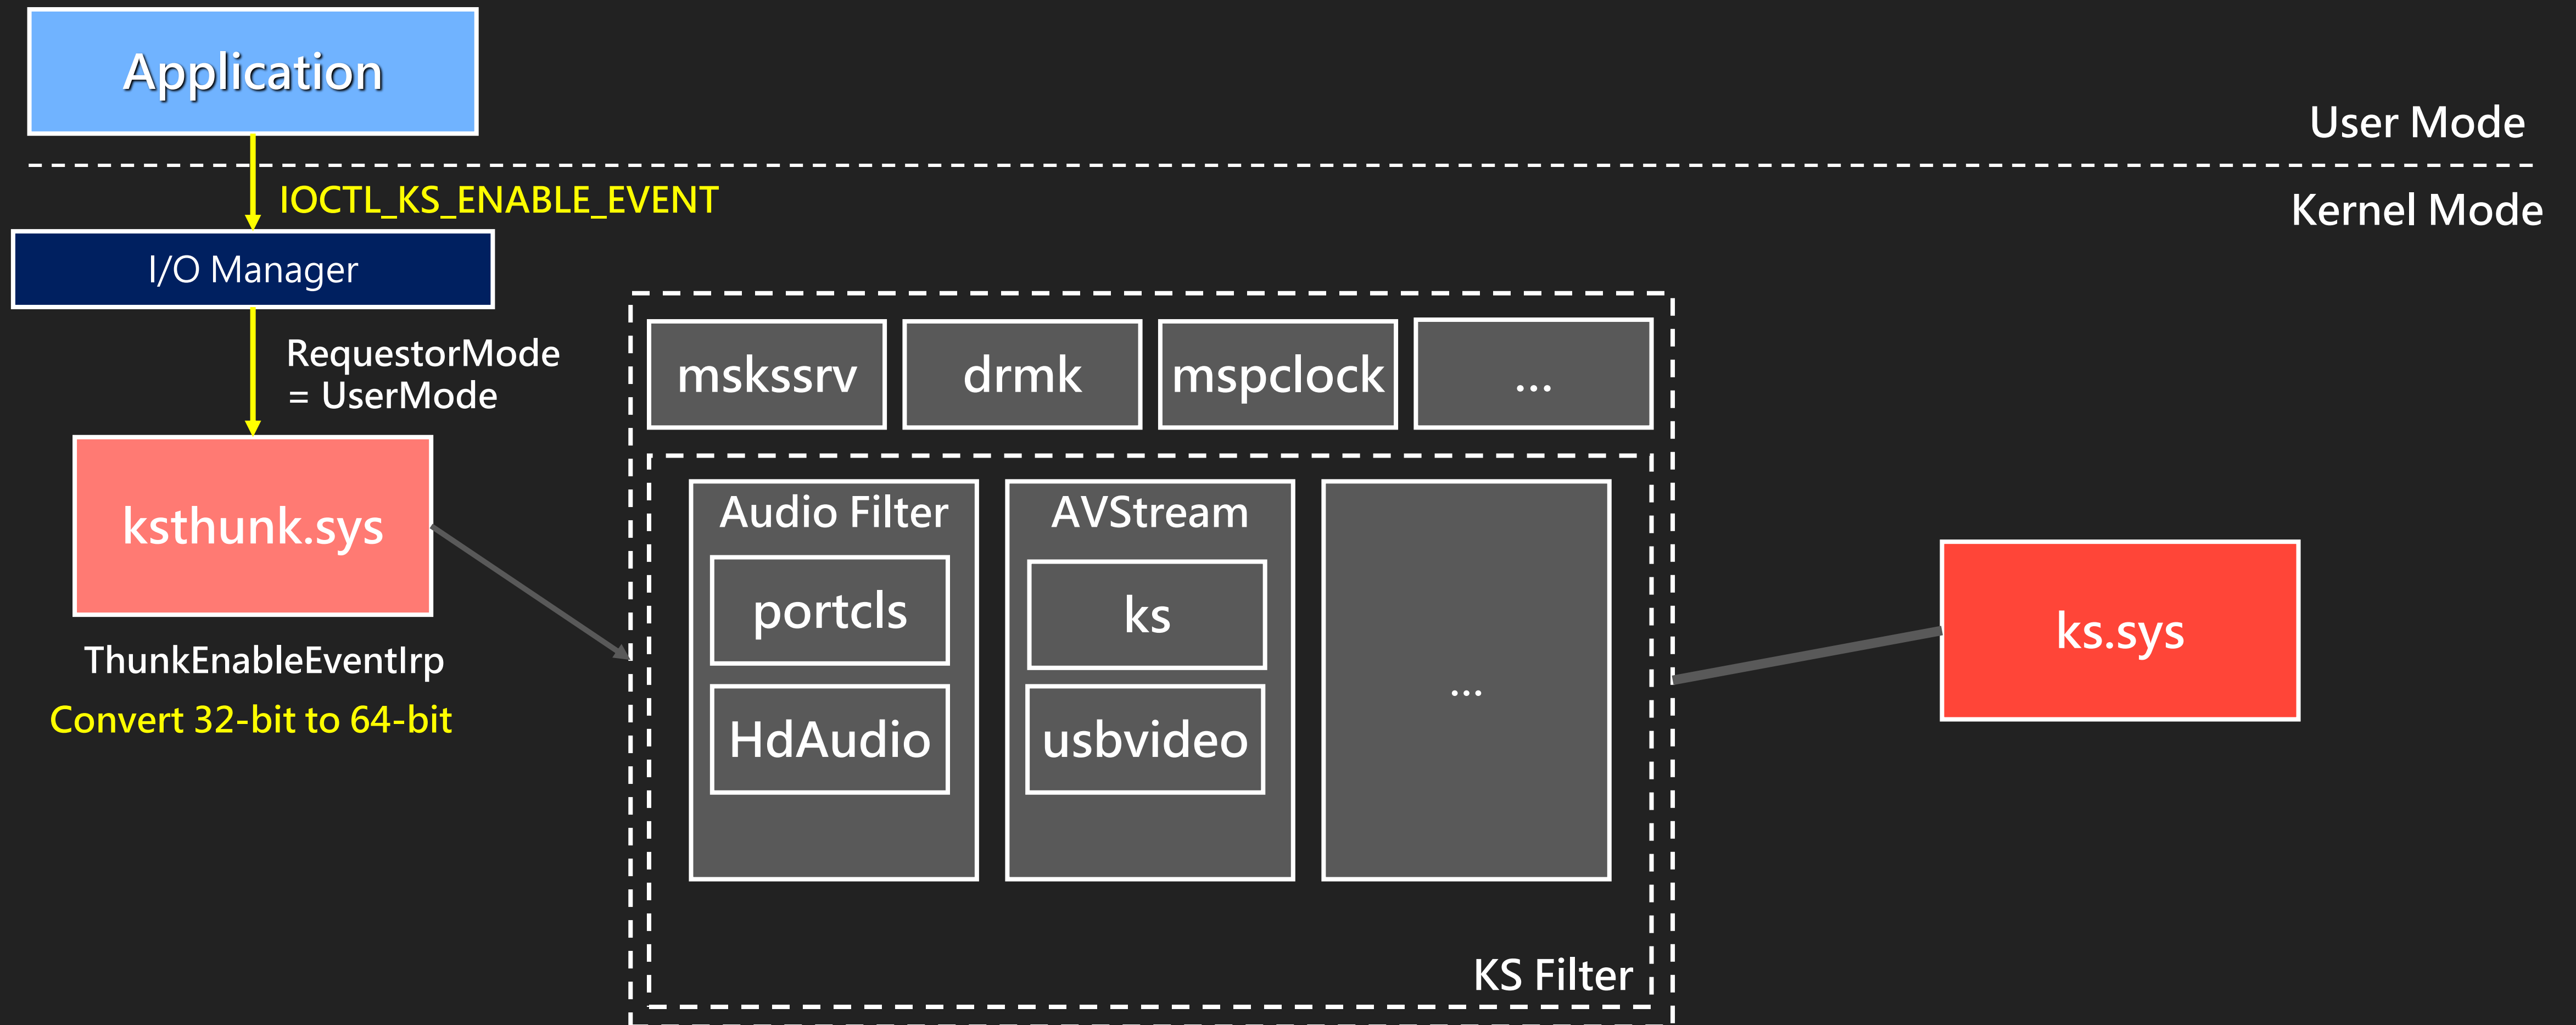 Application
User Mode
IOCTL_KS_ENABLE_EVENT
Kernel Mode
I/O Manager
RequestorMode
= UserMode
mskssrv
drmk
mspclock
...
ksthunk.sys
Audio Filter
AVStream
portcls
ks
ks.sys
ThunkEnableEventIrp
...
Convert 32-bit to 64-bit
HdAudio
usbvideo
KS Filter